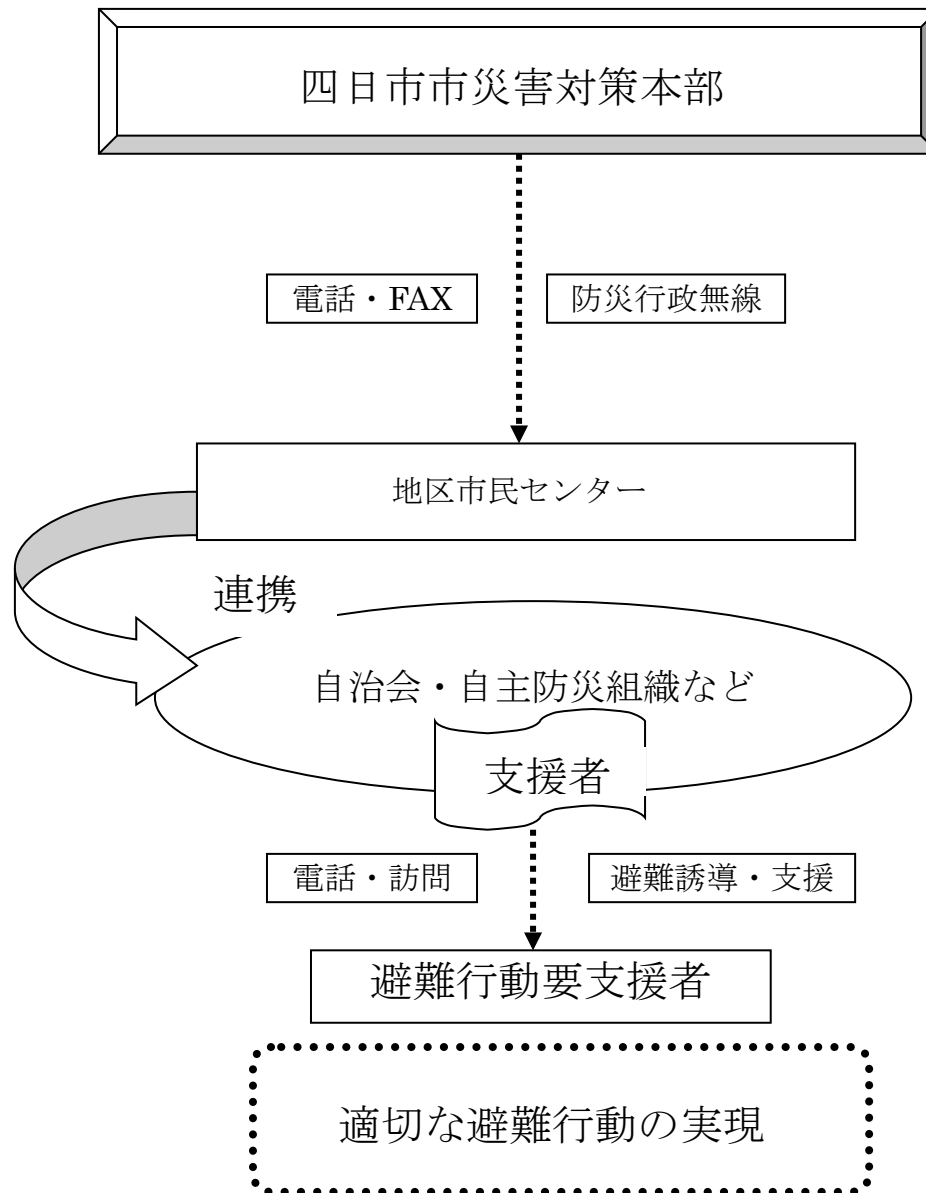 四日市市災害対策本部
電話・FAX
防災行政無線
地区市民センター
連携
自治会・自主防災組織など
支援者
電話・訪問
避難誘導・支援
避難行動要支援者
適切な避難行動の実現